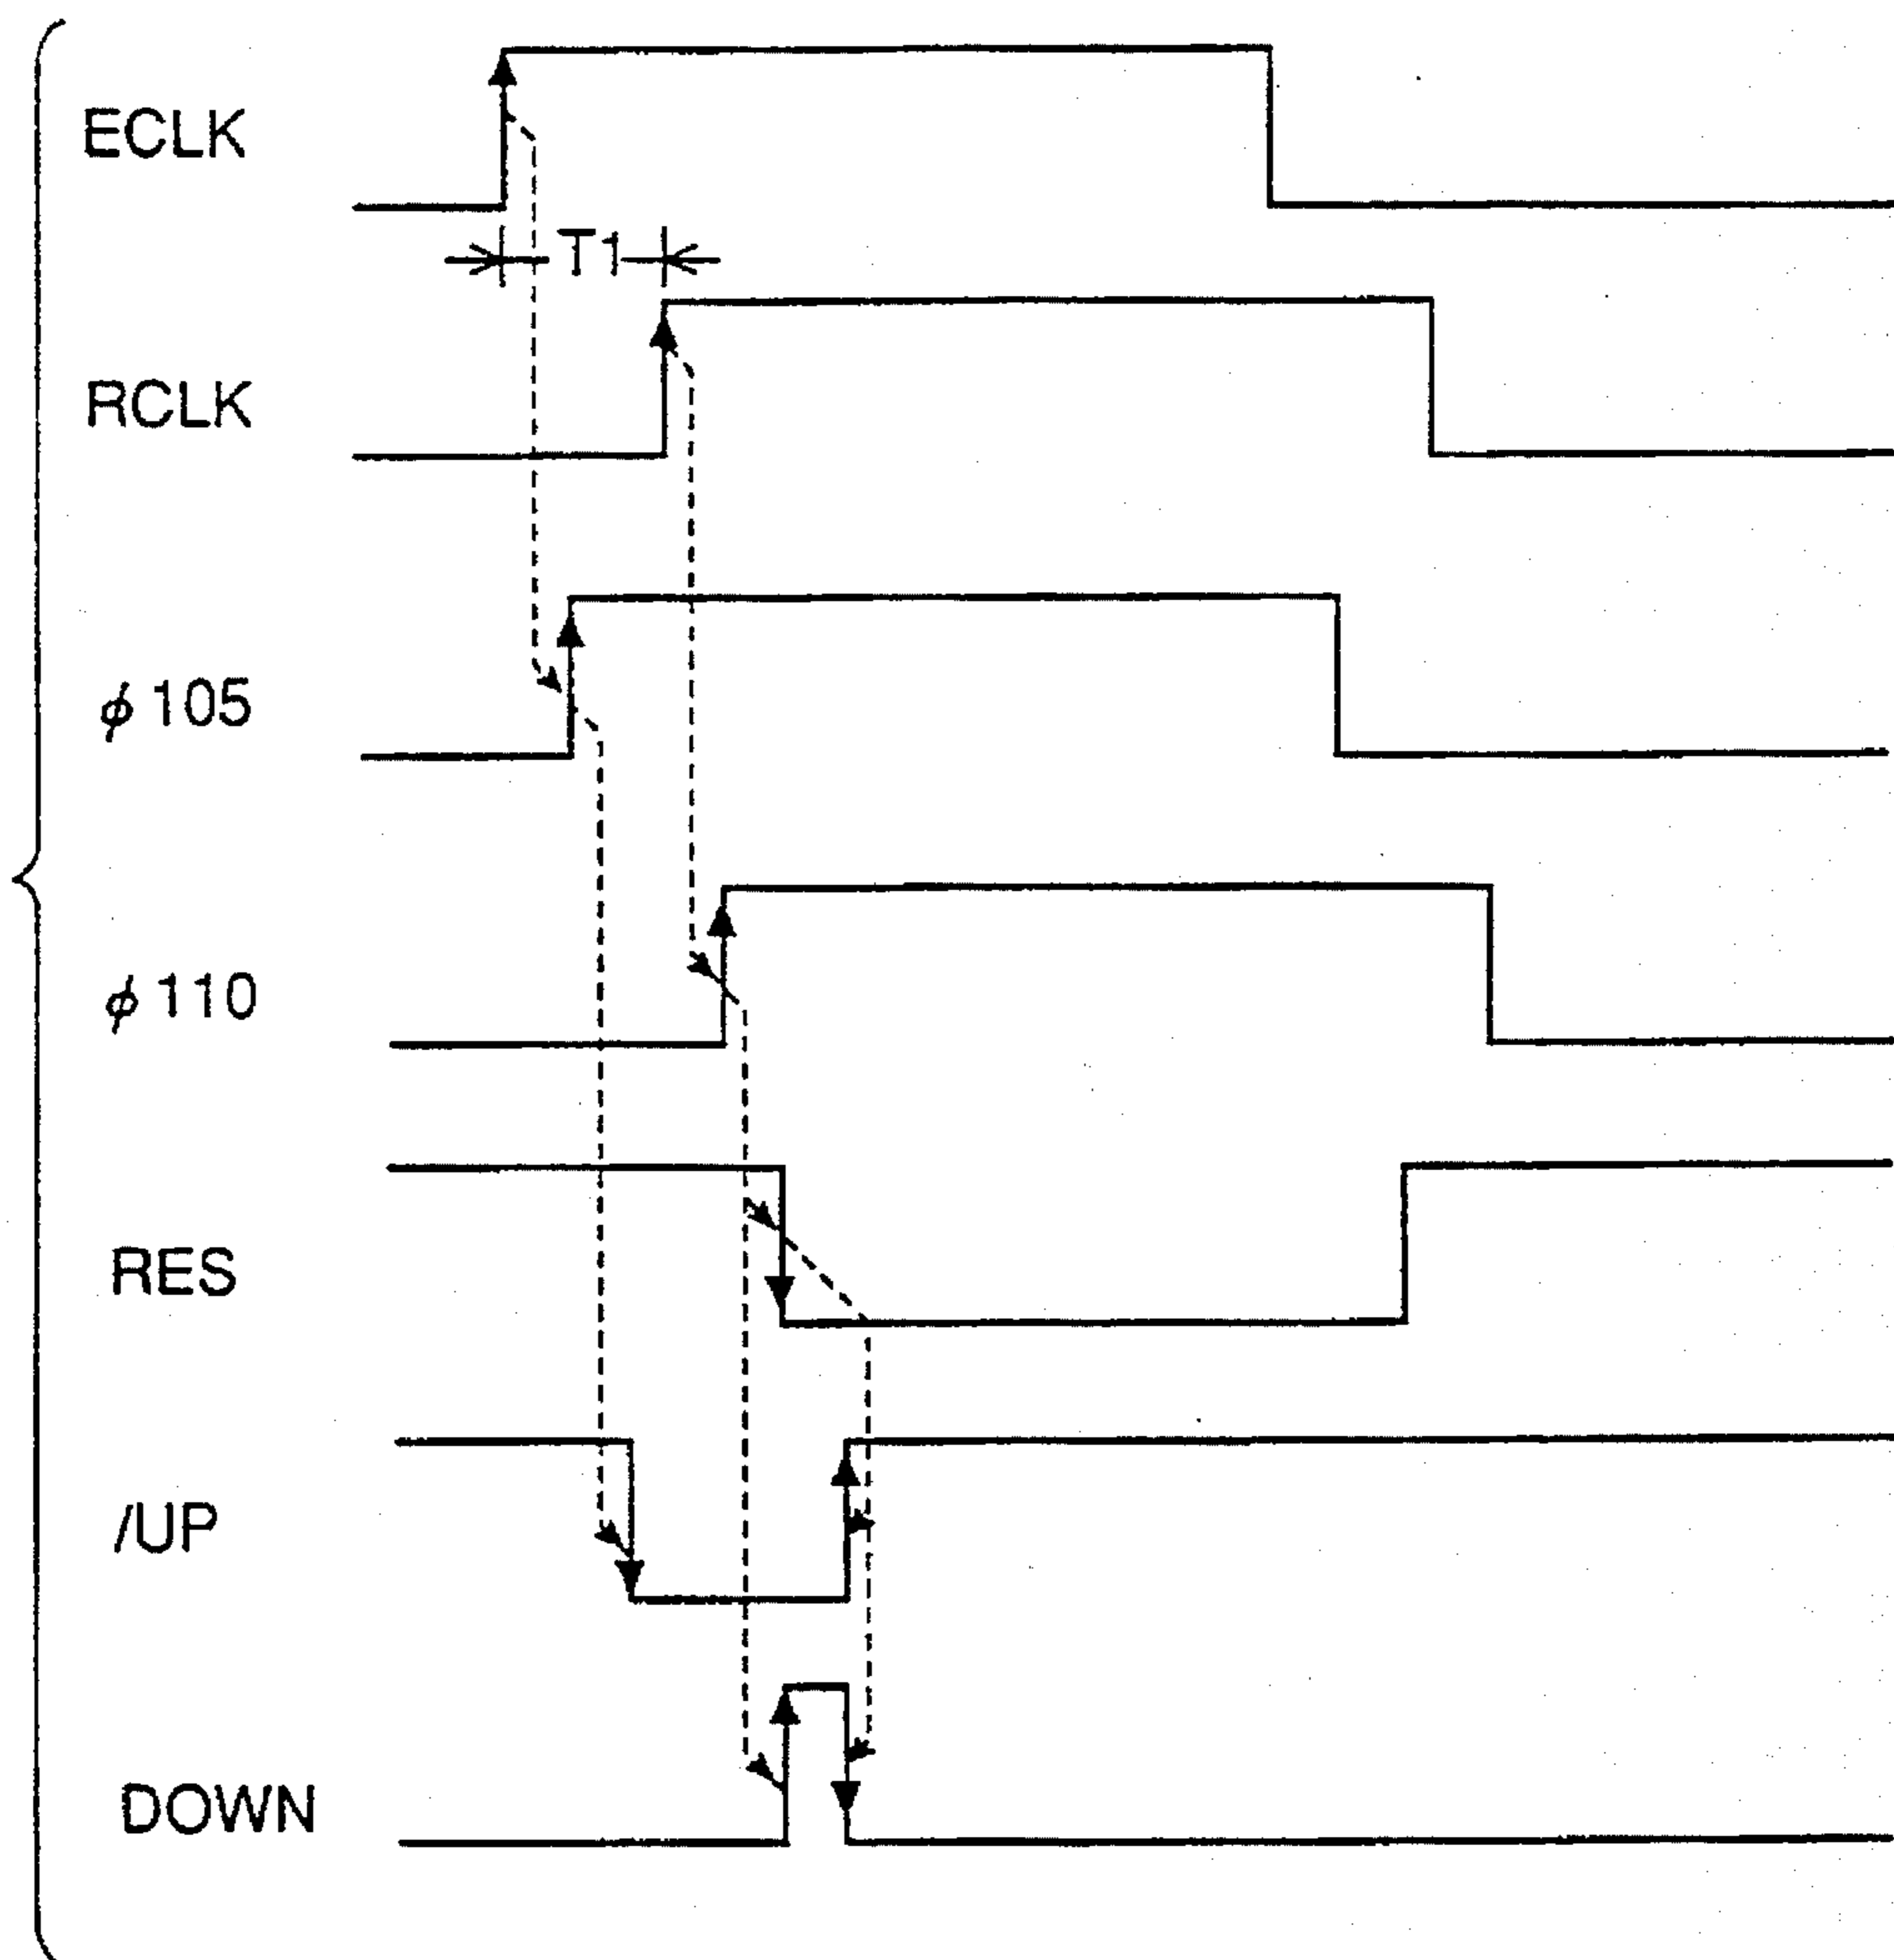 ECLK
T1
RCLK
φ105
φ110
RES
/UP
DOWN